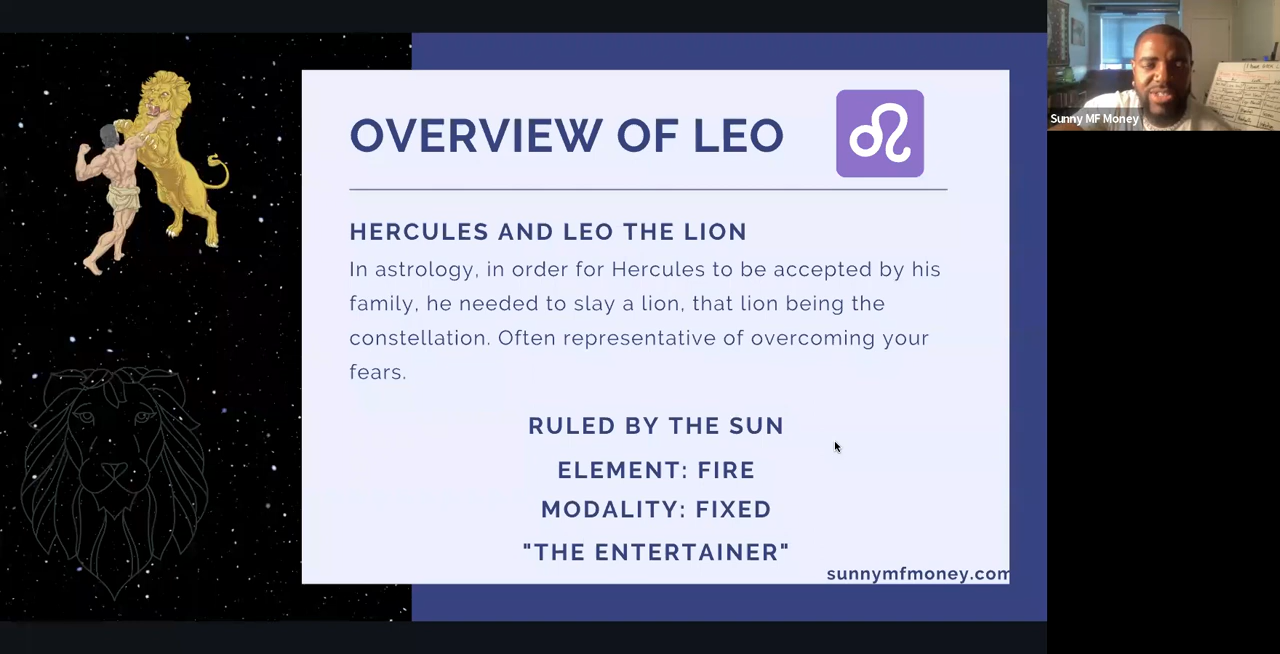 OVERVIEW OF LEO
♌
HERCULES AND LEO THE LION
In astrology, in order for Hercules to be accepted by his
family, he needed to slay a lion, that lion being the
constellation. Often representative of overcoming your
fears.
RULED BY THE SUN
ELEMENT: FIRE
MODALITY: FIXED
"THE ENTERTAINER"
sunnymfmoney.com
Sunny MF Money